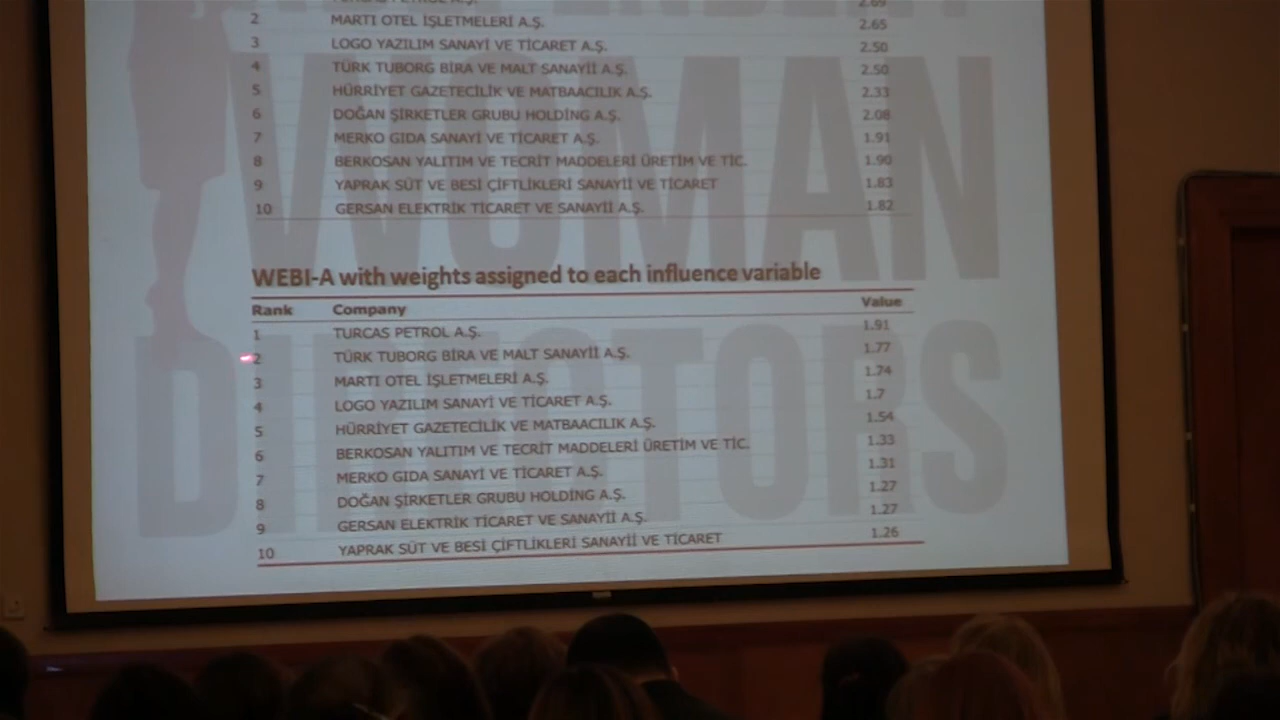 2 MARTI OTEL İŞLETMELERİ A.Ş. 2.65
3 LOGO YAZILIM SANAYİ VE TİCARET A.Ş. 2.50
4 TÜRK TUBORG BİRA VE MALT SANAYİİ A.Ş. 2.50
5 HÜRRİYET GAZETECİLİK VE MATBAACILIK A.Ş. 2.33
6 DOĞAN ŞİRKETLER GRUBU HOLDİNG A.Ş. 2.08
7 MERKO GIDA SANAYİ VE TİCARET A.Ş. 1.91
8 BERKOSAN YALITIM VE TECRİT MADDELERİ ÜRETİM VE TİC. 1.90
9 YAPRAK SÜT VE BESİ ÇİFTLİKLERİ SANAYİİ VE TİCARET 1.83
10 GERSAN ELEKTRİK TİCARET VE SANAYİİ A.Ş. 1.82
WOMAN
WEBI-A with weights assigned to each influence variable
Rank Company Value
1 TURCAS PETROL A.Ş. 1.91
2 TÜRK TUBORG BİRA VE MALT SANAYİİ A.Ş. 1.77
3 MARTI OTEL İŞLETMELERİ A.Ş. 1.74
4 LOGO YAZILIM SANAYİ VE TİCARET A.Ş. 1.7
5 HÜRRİYET GAZETECİLİK VE MATBAACILIK A.Ş. 1.54
6 BERKOSAN YALITIM VE TECRİT MADDELERİ ÜRETİM VE TİC. 1.33
7 MERKO GIDA SANAYİ VE TİCARET A.Ş. 1.31
8 DOĞAN ŞİRKETLER GRUBU HOLDİNG A.Ş. 1.27
9 GERSAN ELEKTRİK TİCARET VE SANAYİİ A.Ş. 1.27
10 YAPRAK SÜT VE BESİ ÇİFTLİKLERİ SANAYİİ VE TİCARET 1.26
DIRECTORS